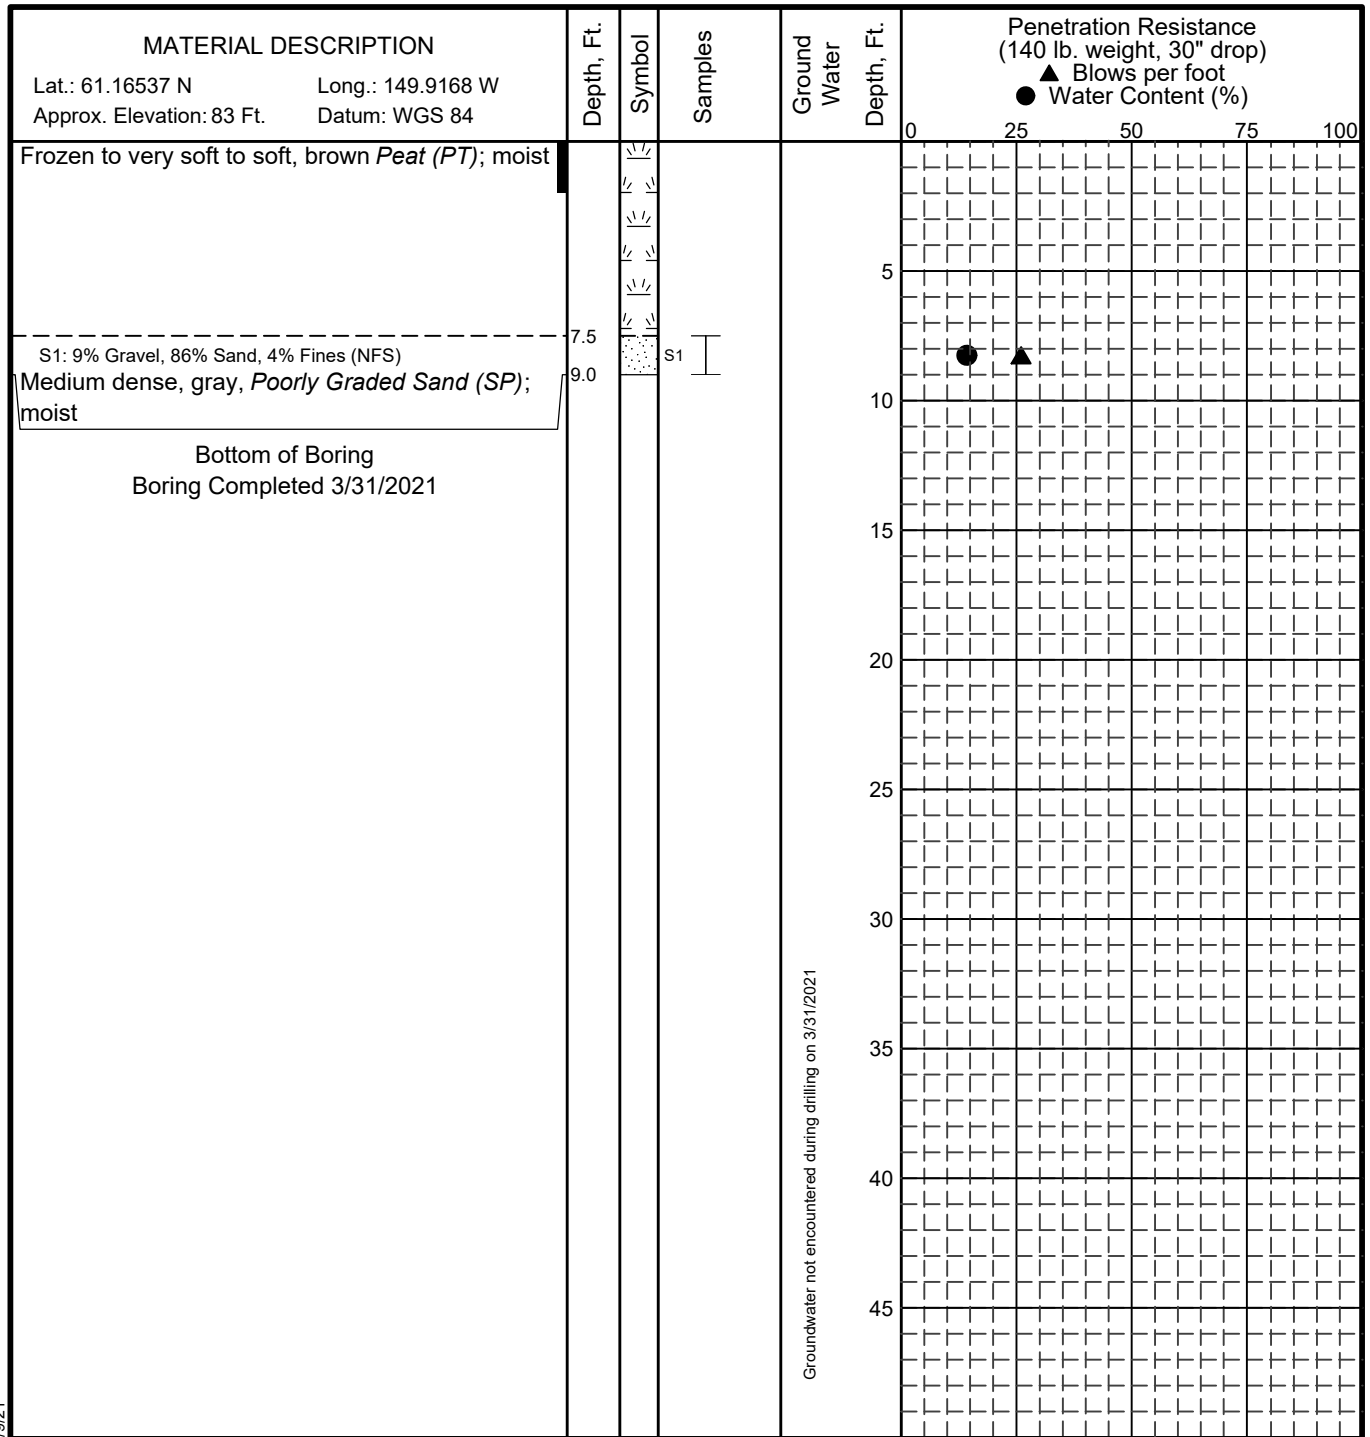 MATERIAL DESCRIPTION
Lat.: 61.16537 N Long.: 149.9168 W
Approx. Elevation: 83 Ft. Datum: WGS 84
Depth, Ft.
Symbol
Samples
Ground
Water
Depth, Ft.
Penetration Resistance
(140 lb. weight, 30" drop)
▲ Blows per foot
● Water Content (%)
0 25 50 75 100
Frozen to very soft to soft, brown Peat (PT); moist
7.5
S1: 9% Gravel, 86% Sand, 4% Fines (NFS)
S1
9.0
Medium dense, gray, Poorly Graded Sand (SP);
moist
Bottom of Boring
Boring Completed 3/31/2021
Groundwater not encountered during drilling on 3/31/2021
5
10
15
20
25
30
35
40
45